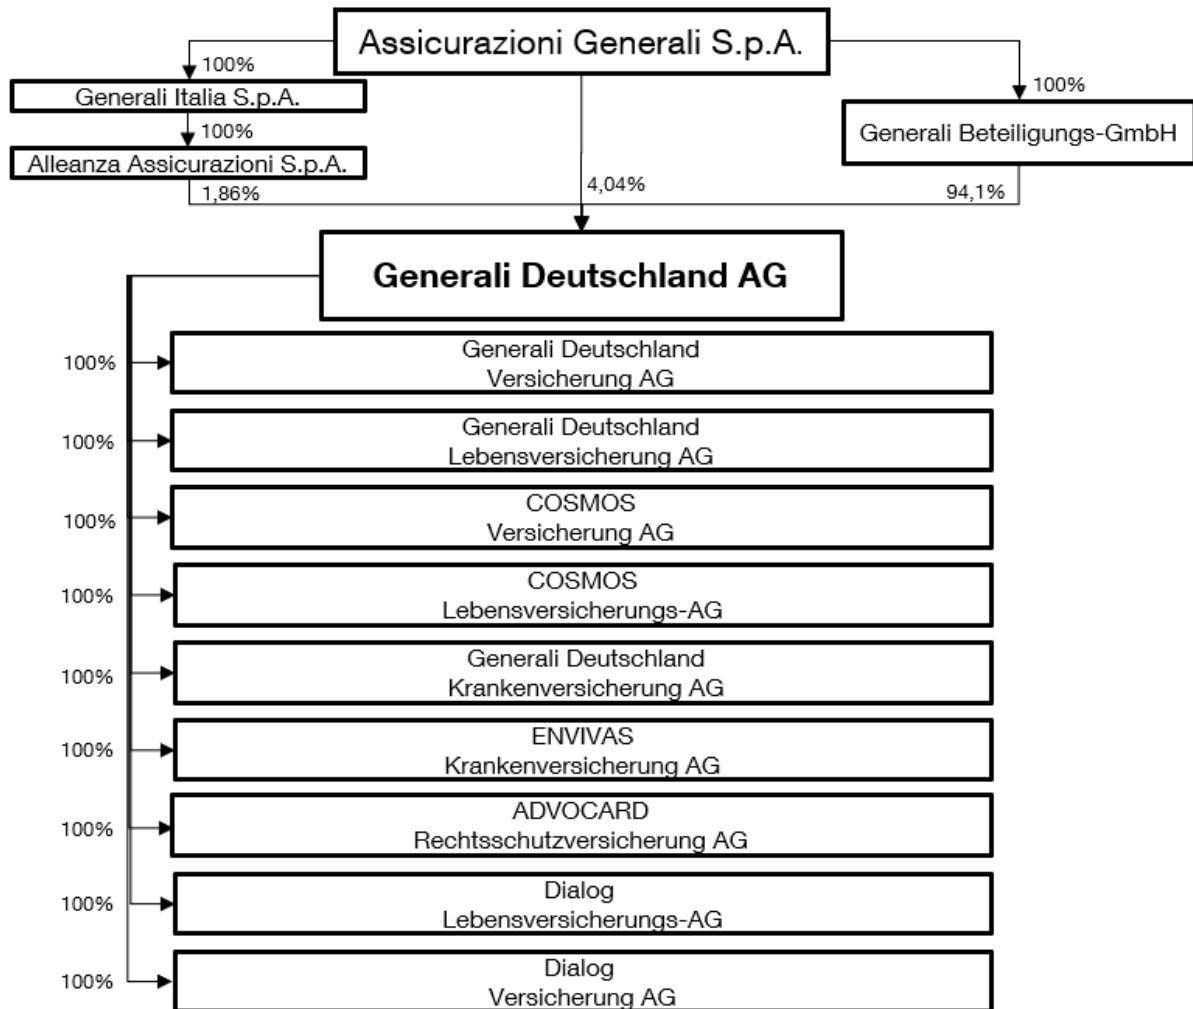 Assicurazioni Generali S.p.A.
100%
100%
Generali Italia S.p.A.
100%
Generali Beteiligungs-GmbH
Alleanza Assicurazioni S.p.A.
1,86%
4,04%
94,1%
Generali Deutschland AG
100%
Generali Deutschland
Versicherung AG
100%
Generali Deutschland
Lebensversicherung AG
100%
COSMOS
Versicherung AG
100%
COSMOS
Lebensversicherungs-AG
100%
Generali Deutschland
Krankenversicherung AG
100%
ENVIVAS
Krankenversicherung AG
100%
ADVOCARD
Rechtsschutzversicherung AG
100%
Dialog
Lebensversicherungs-AG
100%
Dialog
Versicherung AG